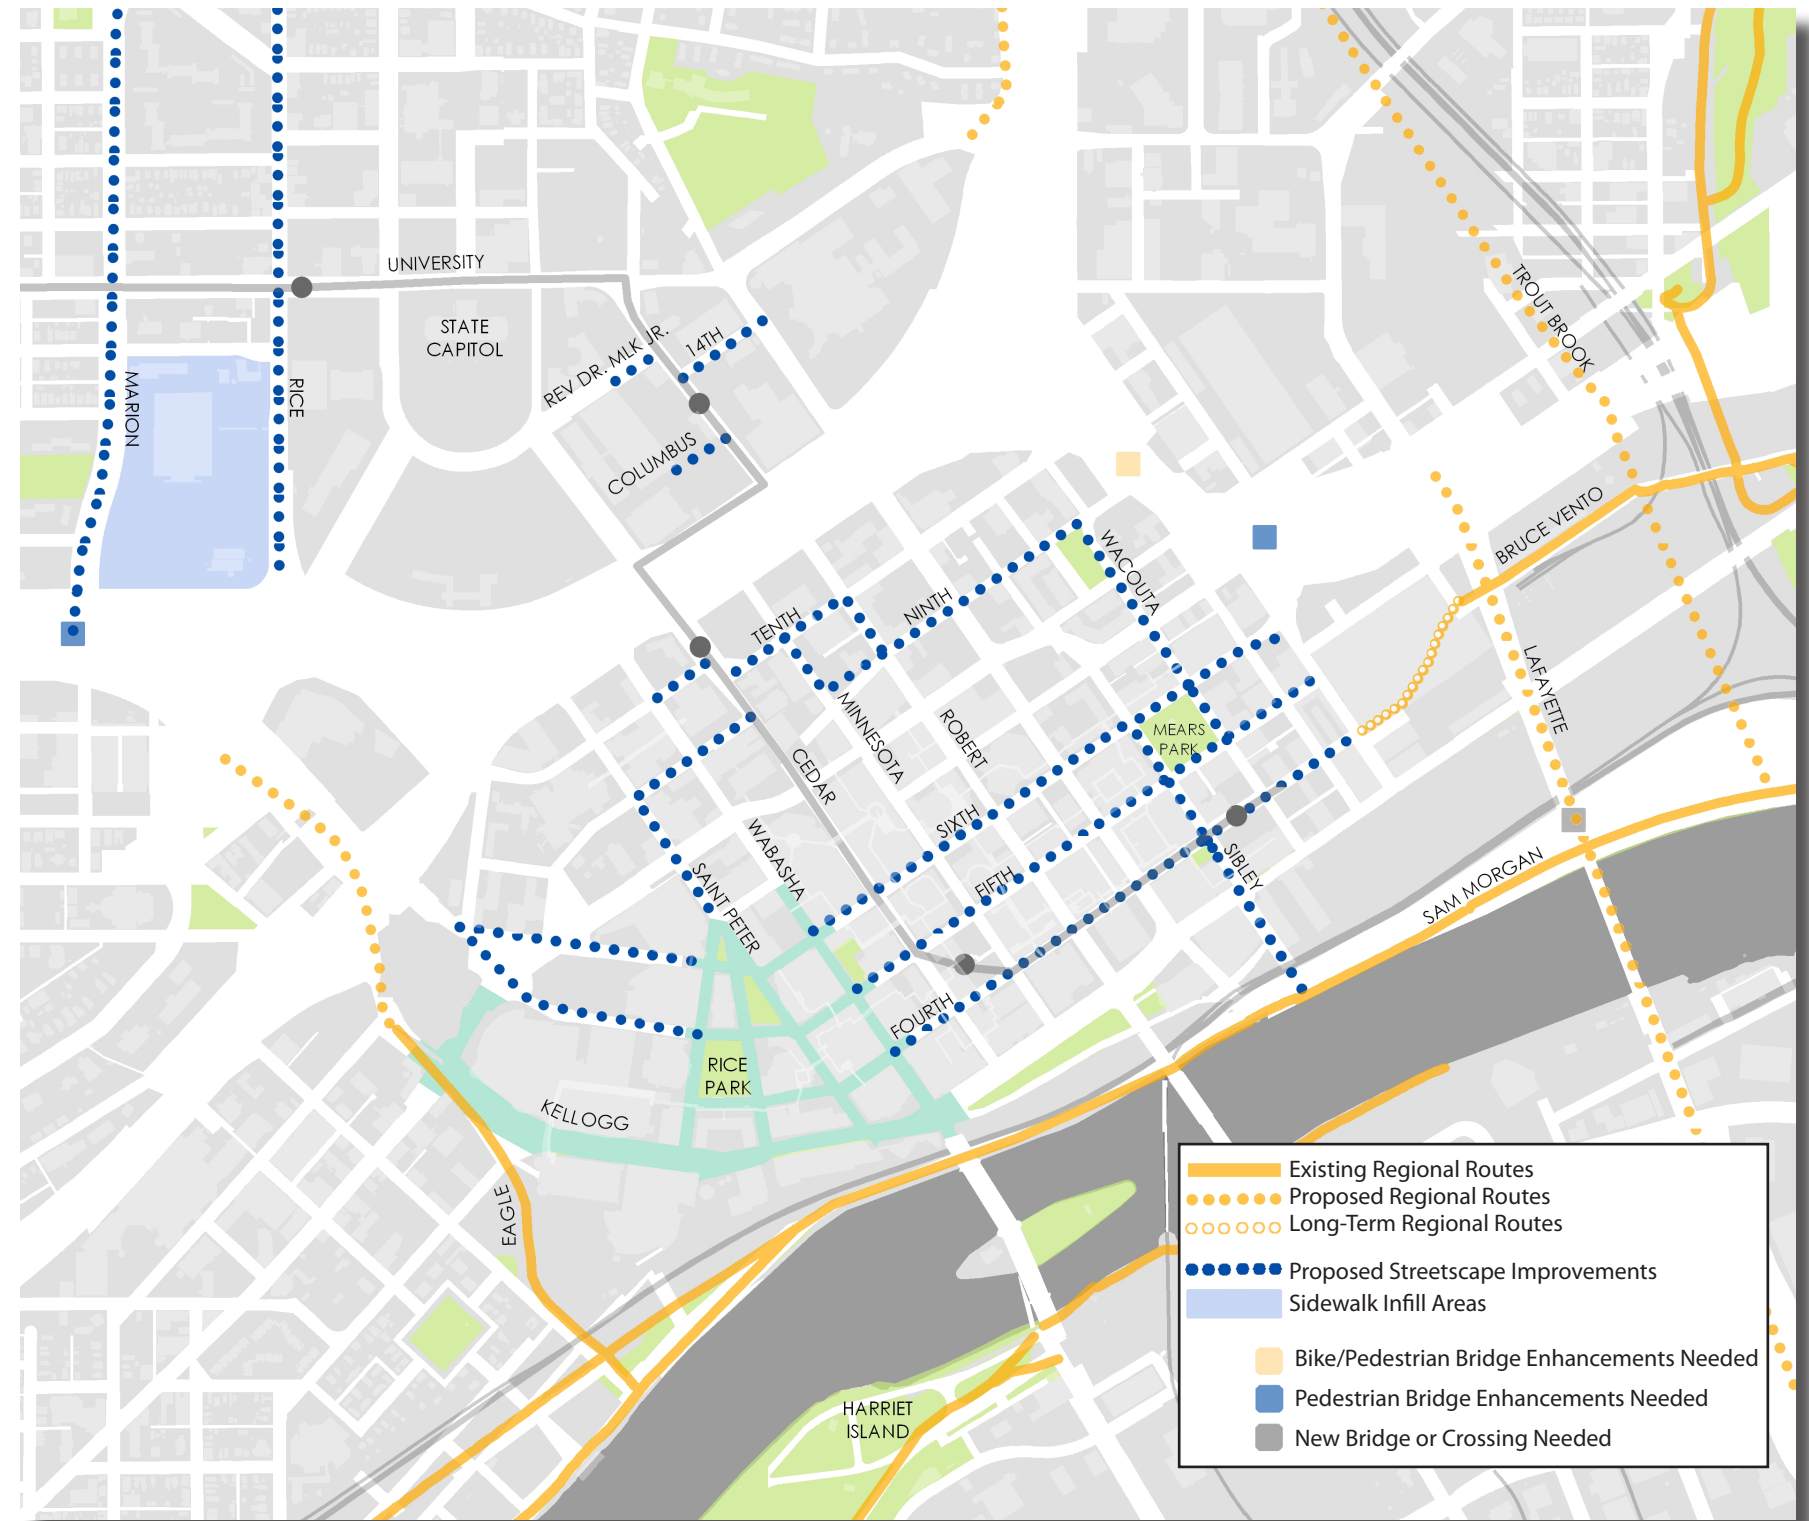 UNIVERSITY
STATE
CAPITOL
REV DR. MLK JR.
14TH
TROUT BROOK
MARION
RICE
COLUMBUS
BRUCE VENTO
WACOUTA
NINTH
TENTH
LAFAYETTE
MINNESOTA
ROBERT
MEARS
PARK
CEDAR
SIXTH
WABASHA
SAINT PETER
FIFTH
SIBLEY
SAM MORGAN
FOURTH
RICE
PARK
KELLOGG
EAGLE
HARRIET
ISLAND
Existing Regional Routes
Proposed Regional Routes
Long-Term Regional Routes
Proposed Streetscape Improvements
Sidewalk Infill Areas
Bike/Pedestrian Bridge Enhancements Needed
Pedestrian Bridge Enhancements Needed
New Bridge or Crossing Needed